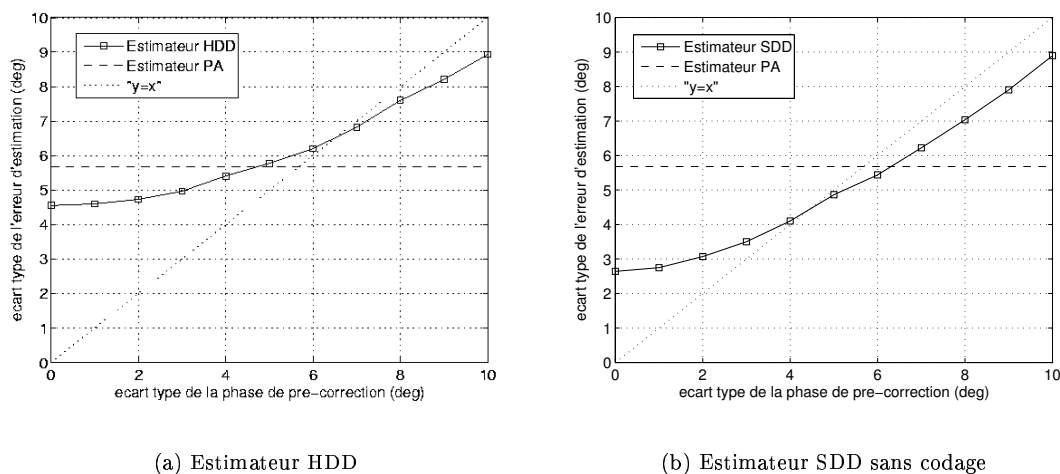 10
9
8
7
6
5
4
3
2
1
0
ecart type de l'erreur d'estimation (deg)
Estimateur HDD
Estimateur PA
"y=x"
0 2 4 6 8 10
ecart type de la phase de pre−correction (deg)
(a) Estimateur HDD
10
9
8
7
6
5
4
3
2
1
0
ecart type de l'erreur d'estimation (deg)
Estimateur SDD
Estimateur PA
"y=x"
0 2 4 6 8 10
ecart type de la phase de pre−correction (deg)
(b) Estimateur SDD sans codage